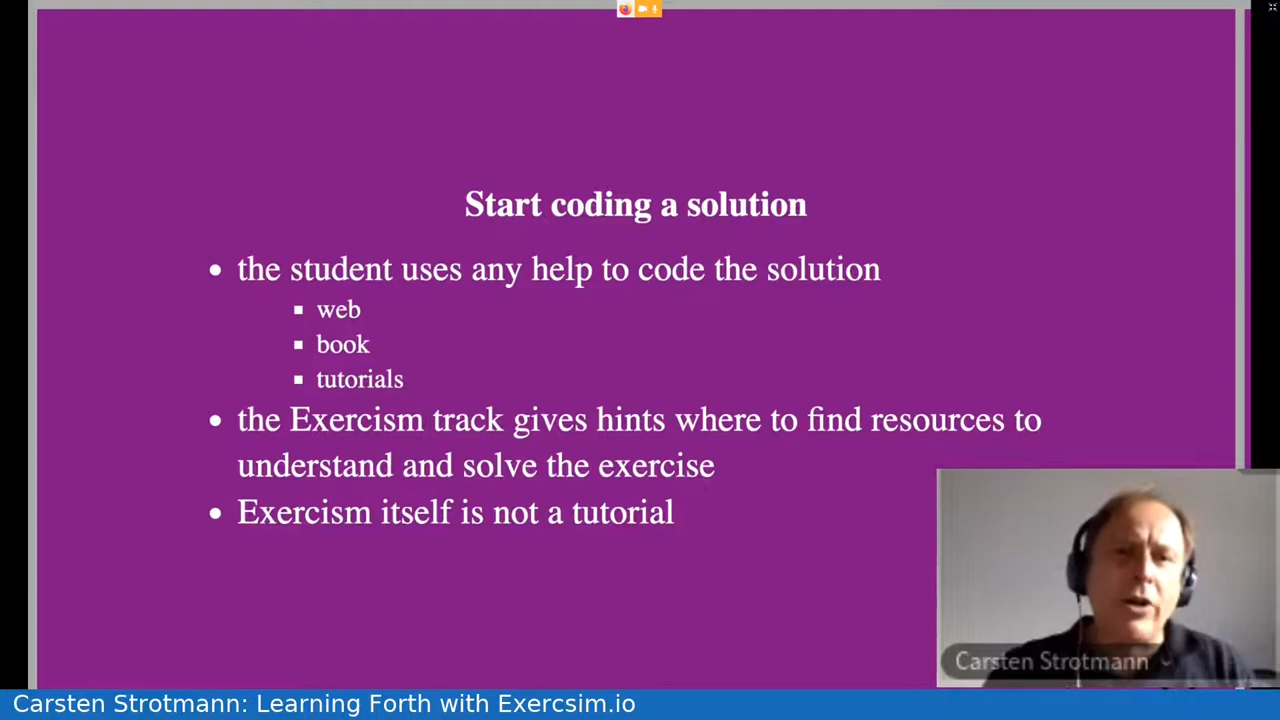 Start coding a solution
the student uses any help to code the solution
web
book
tutorials
the Exercism track gives hints where to find resources to
understand and solve the exercise
Exercism itself is not a tutorial
Carsten Strotmann
Carsten Strotmann: Learning Forth with Exercsim.io